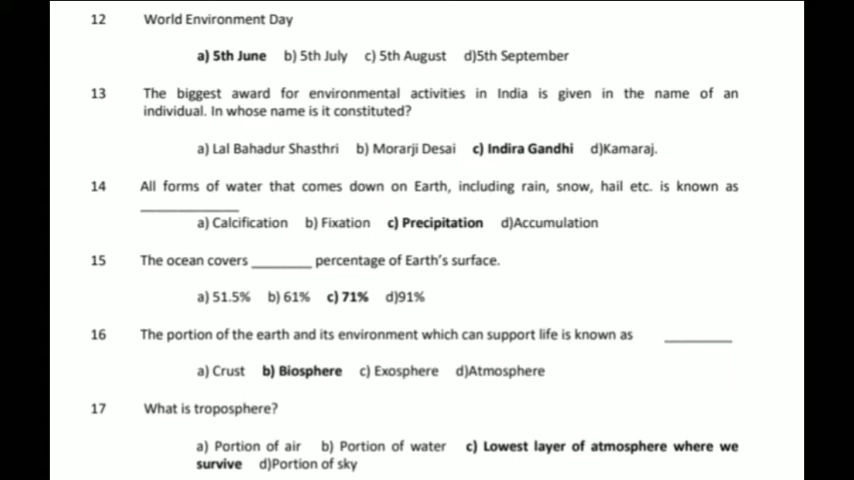 12 World Environment Day
a) 5th June b) 5th July c) 5th August d)5th September
13 The biggest award for environmental activities in India is given in the name of an
individual. In whose name is it constituted?
a) Lal Bahadur Shasthri b) Morarji Desai c) Indira Gandhi d)Kamaraj.
14 All forms of water that comes down on Earth, including rain, snow, hail etc. is known as
__________
a) Calcification b) Fixation c) Precipitation d)Accumulation
15 The ocean covers ______ percentage of Earth's surface.
a) 51.5% b) 61% c) 71% d)91%
16 The portion of the earth and its environment which can support life is known as _______
a) Crust b) Biosphere c) Exosphere d)Atmosphere
17 What is troposphere?
a) Portion of air b) Portion of water c) Lowest layer of atmosphere where we
survive d)Portion of sky